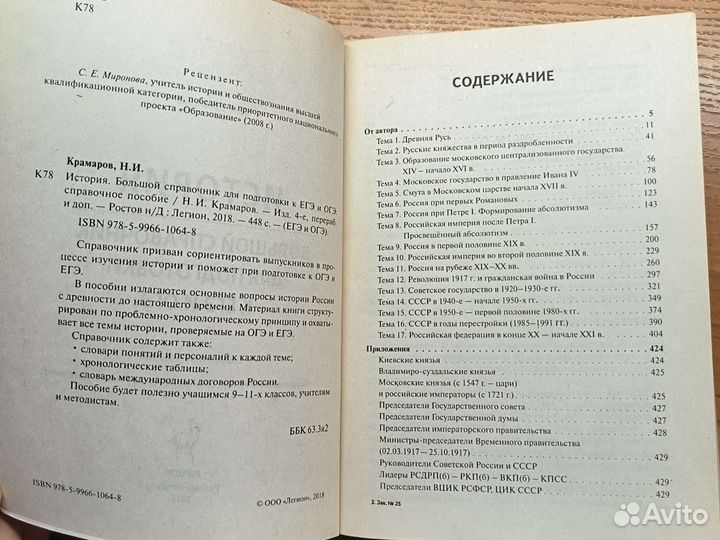 К78
Рецензент:
С. Е. Миронова, учитель истории и обществознания высшей
квалификационной категории, победитель приоритетного национального
проекта «Образование» (2008 г.)
Крамаров, Н.И.
К78 История. Большой справочник для подготовки к ЕГЭ и ОГЭ:
справочное пособие / Н. И. Крамаров. — Изд. 4-е, перераб.
и доп. — Ростов н/Д : Легион, 2018. — 448 с. — (ЕГЭ и ОГЭ).
ISBN 978-5-9966-1064-8
Справочник призван сориентировать выпускников в про-
цессе изучения истории и поможет при подготовке к ОГЭ и
ЕГЭ.
В пособии излагаются основные вопросы истории России
с древности до настоящего времени. Материал книги структу-
рирован по проблемно-хронологическому принципу и охваты-
вает все темы истории, проверяемые на ОГЭ и ЕГЭ.
Справочник содержит также:
• словари понятий и персоналий к каждой теме;
• хронологические таблицы;
• словарь международных договоров России.
Пособие будет полезно учащимся 9–11-х классов, учителям
и методистам.
ББК 63.3я2
ISBN 978-5-9966-1064-8
© ООО «Легион», 2018
СОДЕРЖАНИЕ
От автора 5
Тема 1. Древняя Русь 11
Тема 2. Русские княжества в период раздробленности 41
Тема 3. Образование московского централизованного государства.
XIV – начало XVI в. 56
Тема 4. Московское государство в правление Ивана IV 78
Тема 5. Смута в Московском царстве начала XVII в.
Тема 6. Россия при первых Романовых 108
Тема 7. Россия при Петре I. Формирование абсолютизма 123
Тема 8. Российская империя после Петра I. 143
Просвещённый абсолютизм
Тема 9. Россия в первой половине XIX в. 157
Тема 10. Российская империя во второй половине XIX в. 200
Тема 11. Россия на рубеже XIX–XX вв. 229
Тема 12. Революция 1917 г. и гражданская война в России 260
Тема 13. Советское государство в 1920–1930-е гг. 297
Тема 14. СССР в 1940-е – начале 1950-х гг. 321
Тема 15. СССР в 1950-е – первой половине 1980-х гг. 350
Тема 16. СССР в годы перестройки (1985–1991 ГГ.) 374
390
Тема 17. Российская федерация в конце XX – начале XXI в. 404
Приложения 424
Киевские князья 424
Владимиро-суздальские князья 425
Московские князья (с 1547 г. – цари)
и российские императоры (с 1721 г.)
Председатели Государственного совета 427
Председатели Государственной думы 427
Председатели императорского правительства 428
Министры-председатели Временного правительства
(02.03.1917 – 25.10.1917) 429
Руководители Советской России и СССР
Лидеры РСДРП(б) – РКП(б) – ВКП(б) – КПСС 429
Председатели ВЦИК РСФСР, ЦИК СССР 429
2. Зак. № 25
Avito